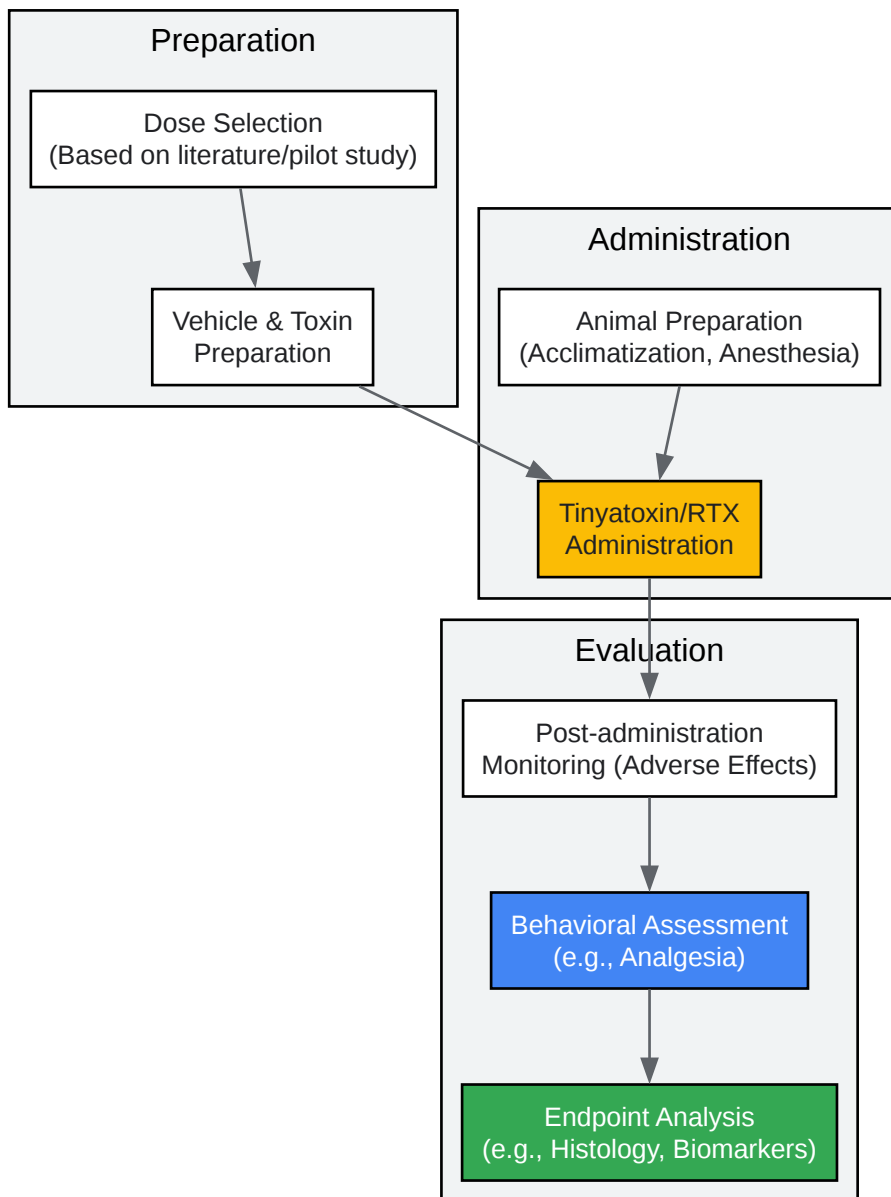 Preparation
Dose Selection
(Based on literature/pilot study)
Vehicle & Toxin
Preparation
Administration
Animal Preparation
(Acclimatization, Anesthesia)
Tinyatoxin/RTX
Administration
Evaluation
Post-administration
Monitoring (Adverse Effects)
Behavioral Assessment
(e.g., Analgesia)
Endpoint Analysis
(e.g., Histology, Biomarkers)